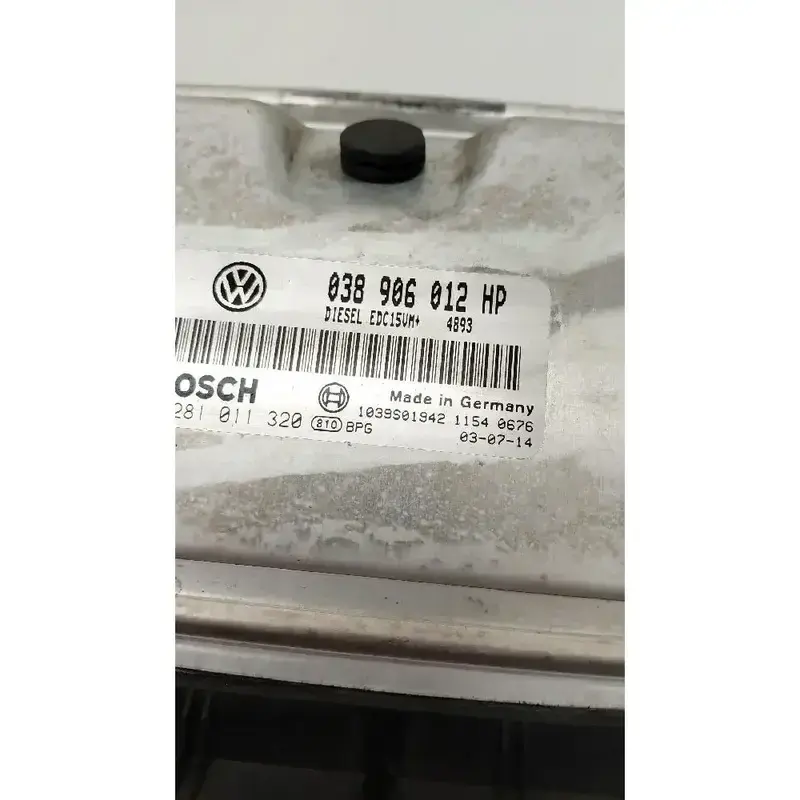 038 906 012 HP
DIESEL EDC15VM+ 4893
OSCH
Made in Germany
281 011 320 810 BPG 1039S01942 1154 0676
03-07-14